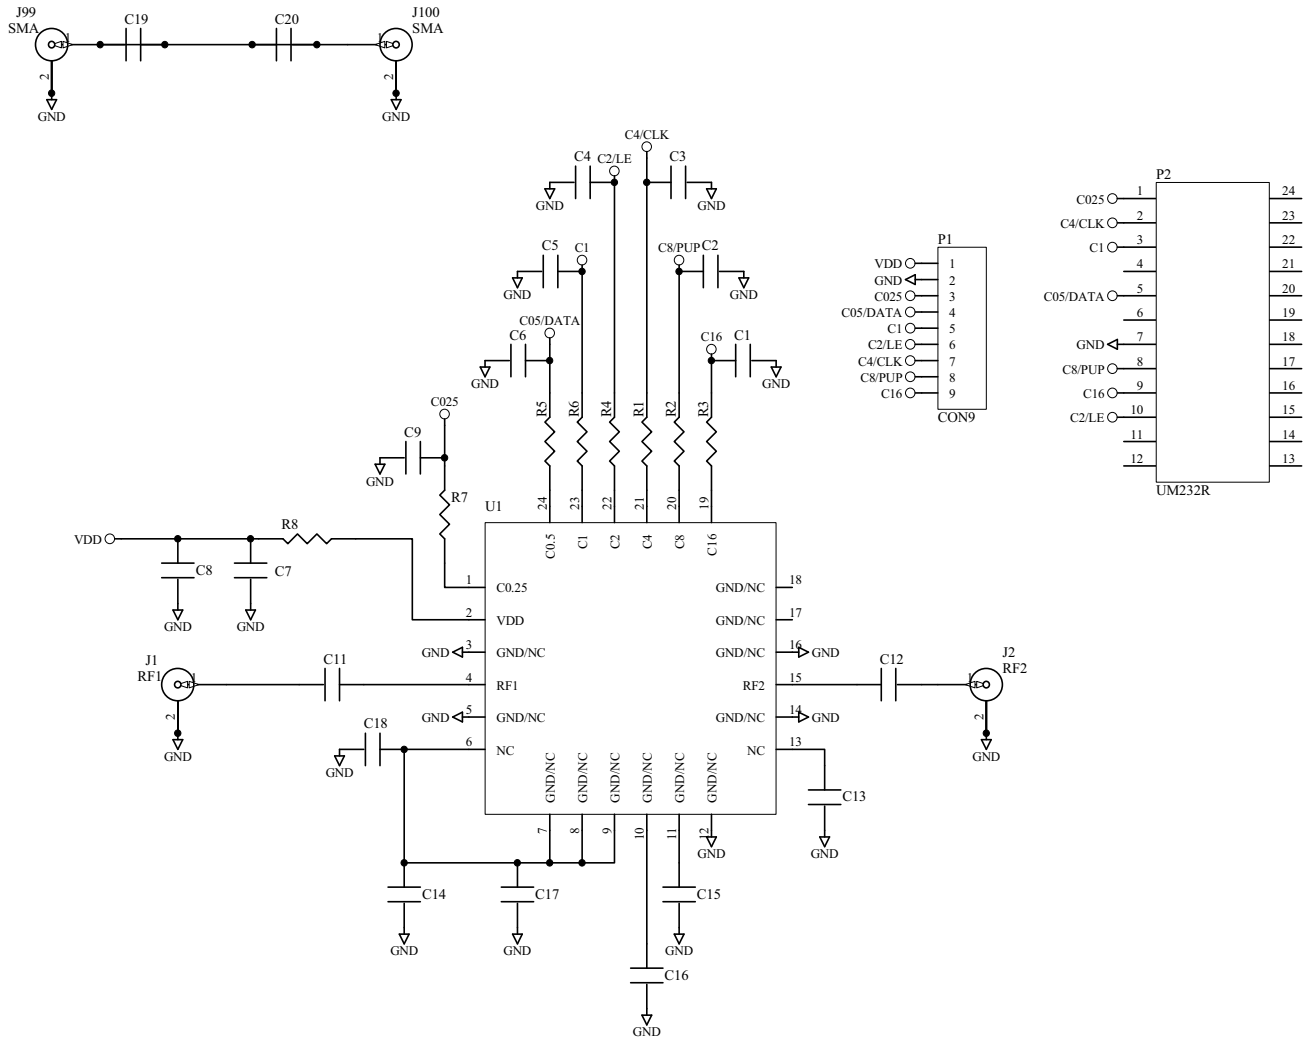 J99
SMA
C19
C20
J100
SMA
1
1
2
2
GND
GND
C4/CLK
C4
C2/LE
C3
GND
GND
C5
C1
C8/PUP
C2
GND
GND
C05/DATA
C6
C16
C1
GND
GND
C025
C9
GND
R5
R6
R4
R1
R2
R3
R7
U1
24
23
22
21
20
19
C0.5
C1
C2
C4
C8
C16
VDD
R8
C8
C7
GND
GND
1
C0.25
2
VDD
GND
3
GND/NC
4
RF1
GND
5
GND/NC
6
NC
GND/NC
18
GND/NC
17
GND/NC
16
GND
RF2
15
GND/NC
14
GND
NC
13
J1
RF1
1
2
GND
C11
C18
GND
C12
J2
RF2
1
2
GND
C13
GND
GND/NC
GND/NC
GND/NC
GND/NC
GND/NC
GND/NC
7
8
9
10
11
12
GND
C14
GND
C17
GND
C15
GND
C16
GND
P1
VDD
1
GND
2
C025
3
C05/DATA
4
C1
5
C2/LE
6
C4/CLK
7
C8/PUP
8
C16
9
CON9
P2
C025
1
24
C4/CLK
2
23
C1
3
22
4
21
C05/DATA
5
20
6
19
GND
7
18
C8/PUP
8
17
C16
9
16
C2/LE
10
15
11
14
12
13
UM232R